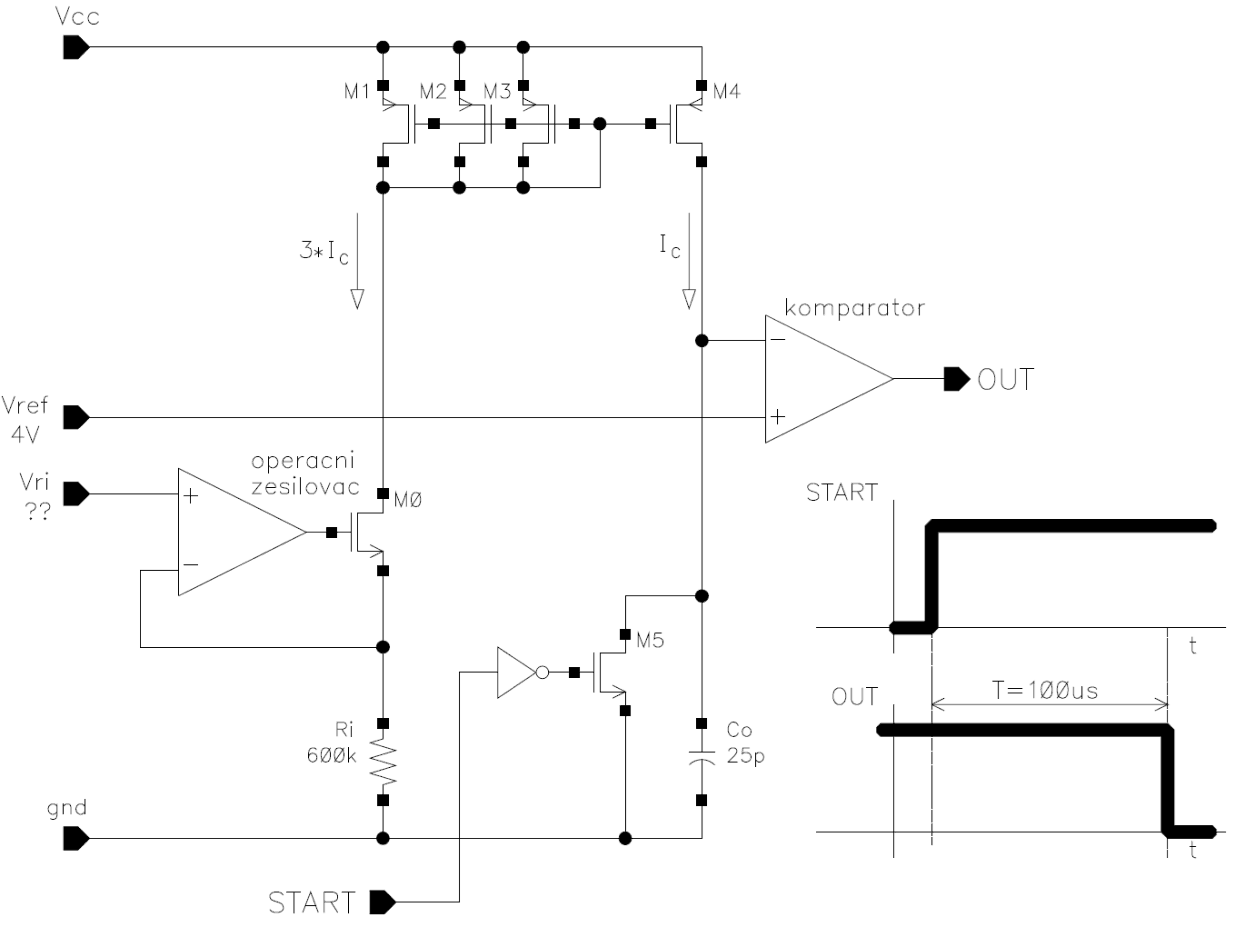 Vcc
M1
M2
M3
M4
3*Ic
Ic
komparator
−
+
OUT
Vref
4V
Vri
??
operacni
zesilovac
+
−
MØ
M5
Ri
6ØØk
Co
25p
gnd
START
START
t
T=1ØØus
OUT
t